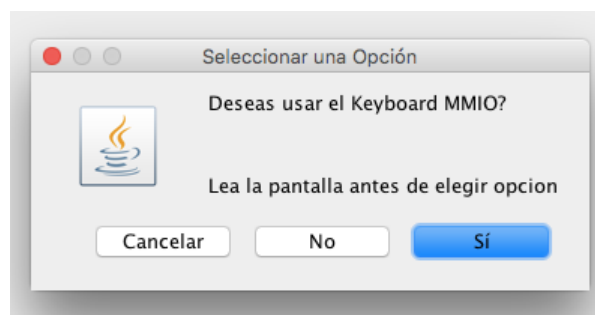 Seleccionar una Opción
Deseas usar el Keyboard MMIO?
Lea la pantalla antes de elegir opcion
Cancelar No Sí